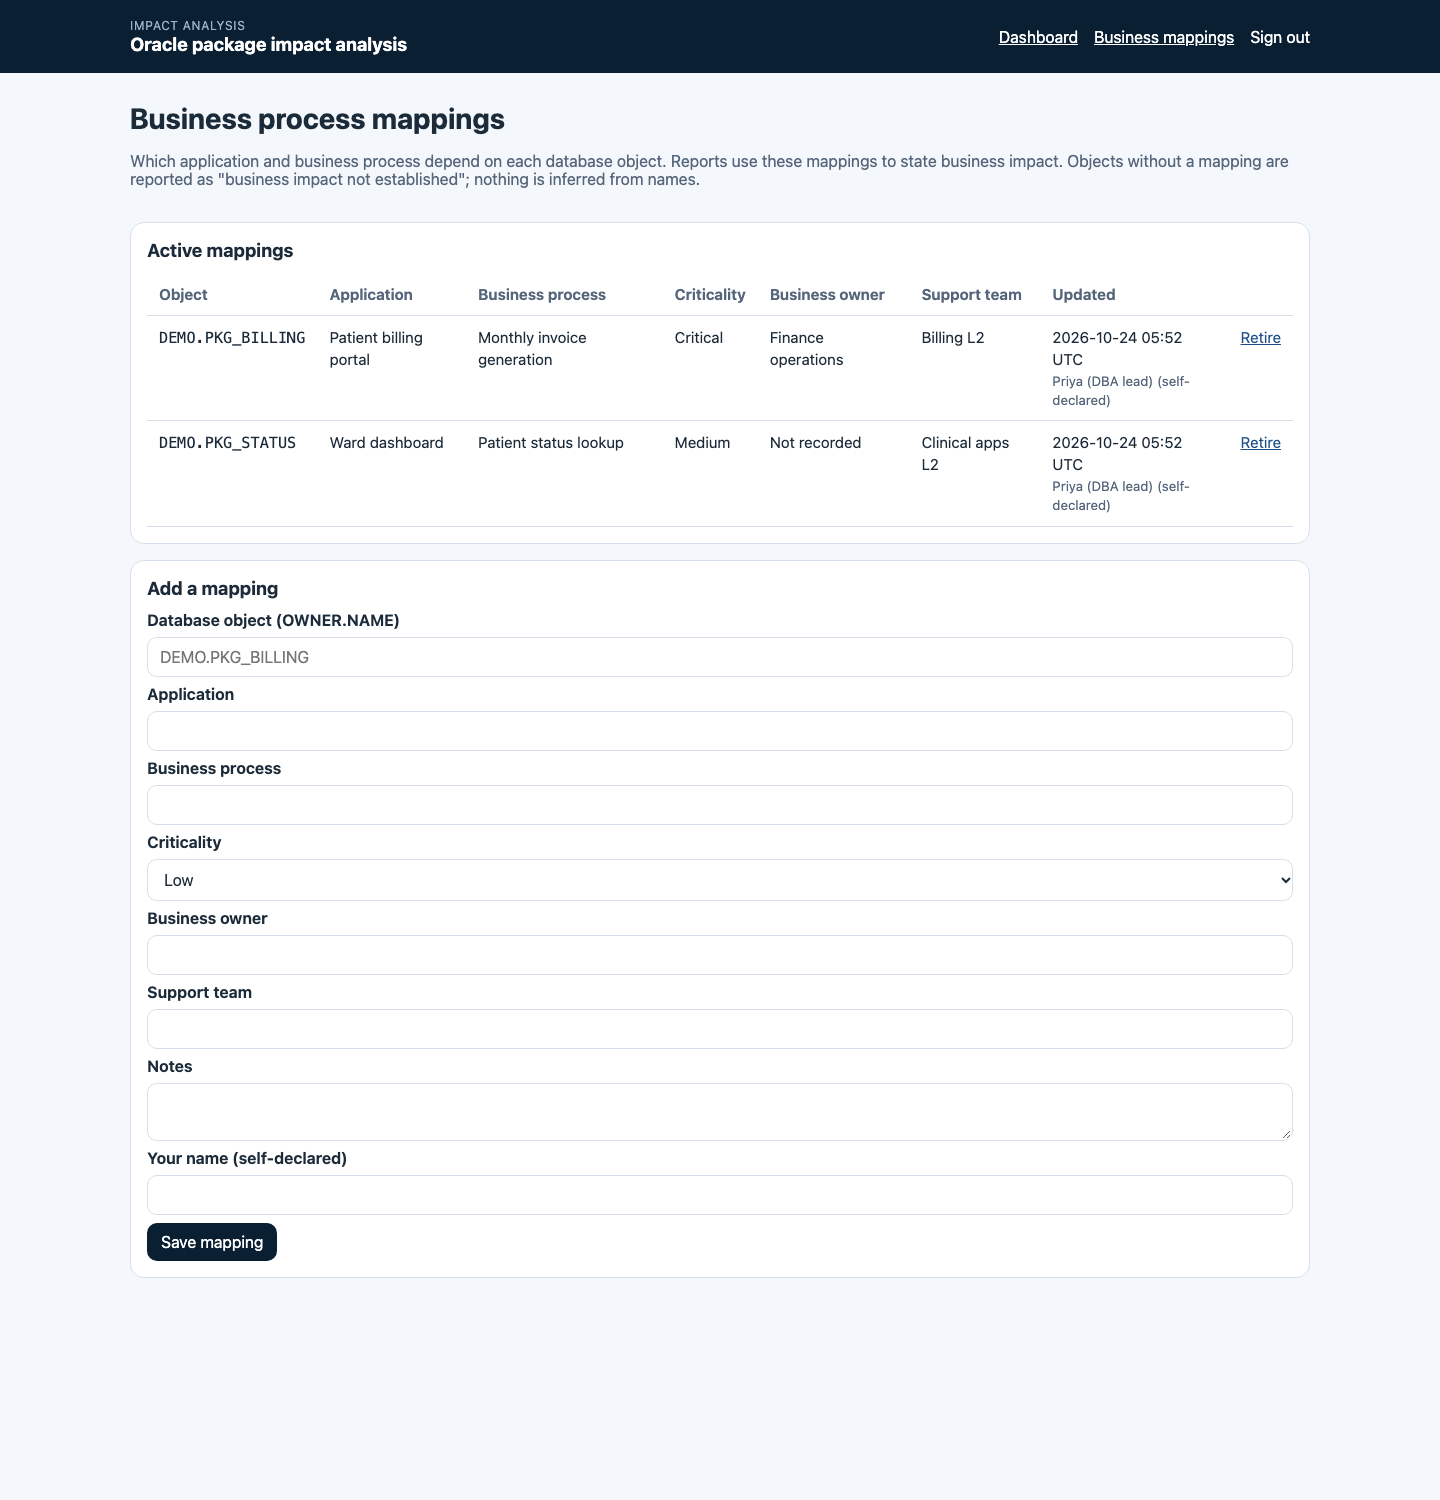 IMPACT ANALYSIS
Oracle package impact analysis
Dashboard Business mappings Sign out
Business process mappings
Which application and business process depend on each database object. Reports use these mappings to state business impact. Objects without a mapping are
reported as "business impact not established"; nothing is inferred from names.
Active mappings
Object Application Business process Criticality Business owner Support team Updated
DEMO.PKG_BILLING Patient billing Monthly invoice Critical Finance Billing L2 2026-10-24 05:52 Retire
portal generation operations UTC
Priya (DBA lead) (self-
declared)
DEMO.PKG_STATUS Ward dashboard Patient status lookup Medium Not recorded Clinical apps 2026-10-24 05:52 Retire
L2 UTC
Priya (DBA lead) (self-
declared)
Add a mapping
Database object (OWNER.NAME)
DEMO.PKG_BILLING
Application
Business process
Criticality
Low
Business owner
Support team
Notes
Your name (self-declared)
Save mapping